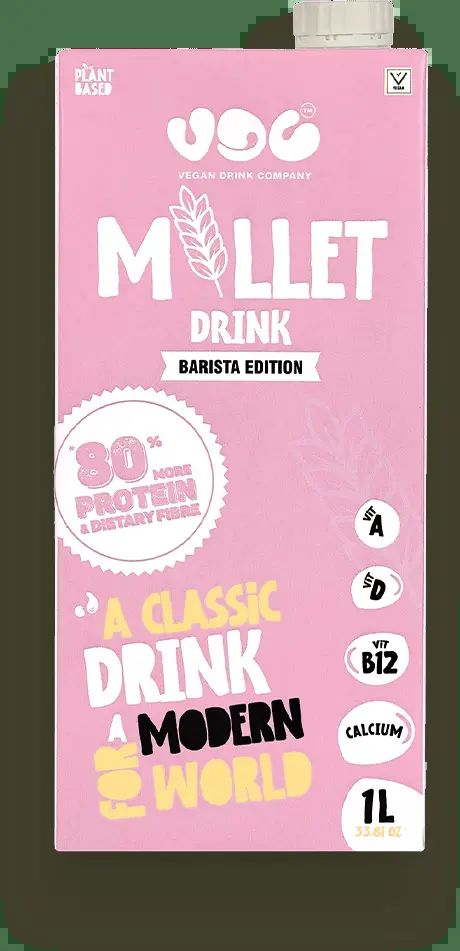 PLANT
BASED
VEGAN
VDC™
VEGAN DRINK COMPANY
MILLET
DRINK
BARISTA EDITION
*80% MORE
PROTEIN
& DIETARY FIBRE
VIT
A
VIT
D
VIT
B12
CALCIUM
A CLASSiC
DRINK
FOR A MODERN
WORLD
1L
33.81 OZ